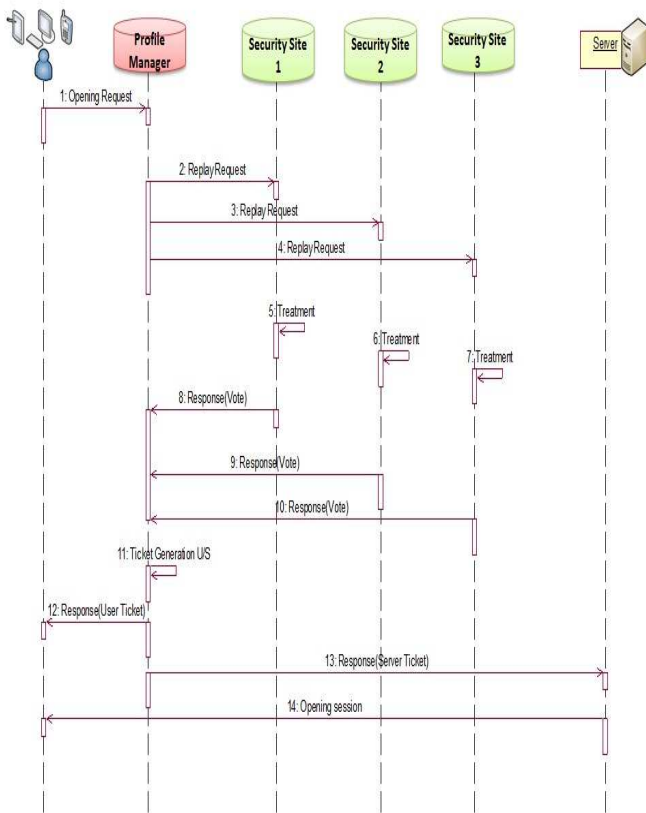 Profile
Manager
Security Site
1
Security Site
2
Security Site
3
Server
1: Opening Request
2: ReplayRequest
3: ReplayRequest
4: ReplayRequest
5: Treatment
6: Treatment
7: Treatment
8: Response(Vote)
9: Response(Vote)
10: Response(Vote)
11: Ticket Generation U/S
12: Response(User Ticket)
13: Response(Server Ticket)
14: Opening session